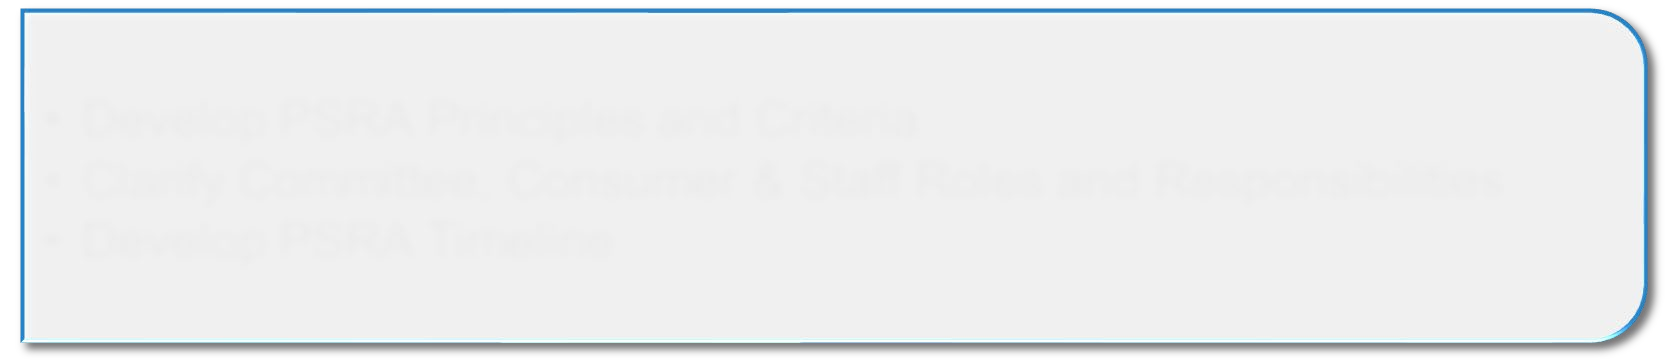 • Develop PSRA Principles and Criteria
• Clarify Committee, Consumer & Staff Roles and Responsibilities
• Develop PSRA Timeline